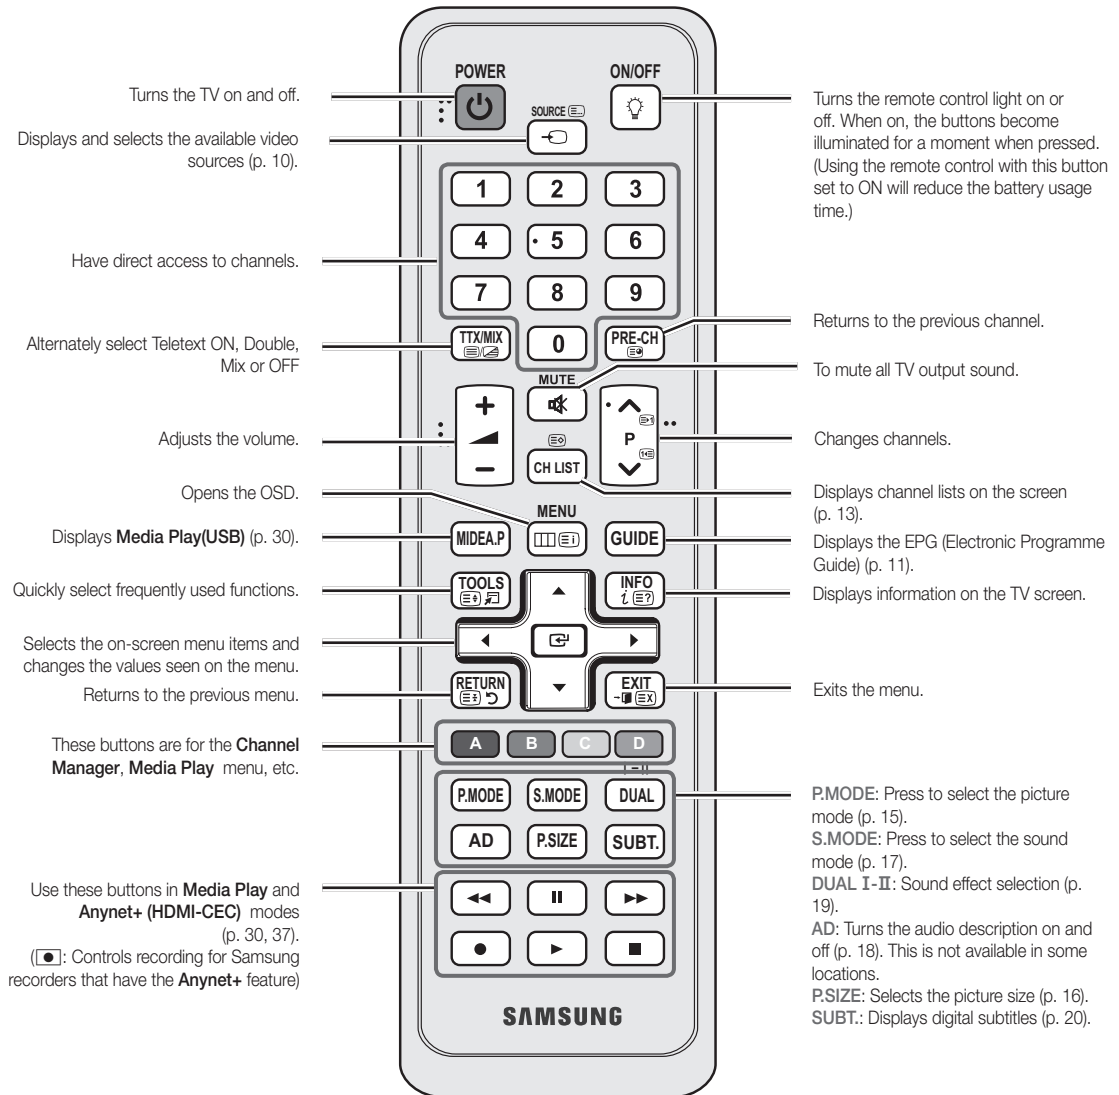 POWER
ON/OFF
SOURCE
Turns the TV on and off.
Displays and selects the available video
sources (p. 10).
Have direct access to channels.
Alternately select Teletext ON, Double,
Mix or OFF
Adjusts the volume.
Opens the OSD.
Displays Media Play(USB) (p. 30).
Quickly select frequently used functions.
Selects the on-screen menu items and
changes the values seen on the menu.
Returns to the previous menu.
These buttons are for the Channel
Manager, Media Play menu, etc.
Use these buttons in Media Play and
Anynet+ (HDMI-CEC) modes
(p. 30, 37).
(●: Controls recording for Samsung
recorders that have the Anynet+ feature)
1 2 3
4 5 6
7 8 9
TTX/MIX 0 PRE-CH
MUTE
+
P
−
CH LIST
MENU
MIDEA.P GUIDE
TOOLS INFO
i
RETURN EXIT
A B C D
I-II
P.MODE S.MODE DUAL
AD P.SIZE SUBT.
SAMSUNG
Turns the remote control light on or
off. When on, the buttons become
illuminated for a moment when pressed.
(Using the remote control with this button
set to ON will reduce the battery usage
time.)
Returns to the previous channel.
To mute all TV output sound.
Changes channels.
Displays channel lists on the screen
(p. 13).
Displays the EPG (Electronic Programme
Guide) (p. 11).
Displays information on the TV screen.
Exits the menu.
P.MODE: Press to select the picture
mode (p. 15).
S.MODE: Press to select the sound
mode (p. 17).
DUAL I-II: Sound effect selection (p.
19).
AD: Turns the audio description on and
off (p. 18). This is not available in some
locations.
P.SIZE: Selects the picture size (p. 16).
SUBT.: Displays digital subtitles (p. 20).